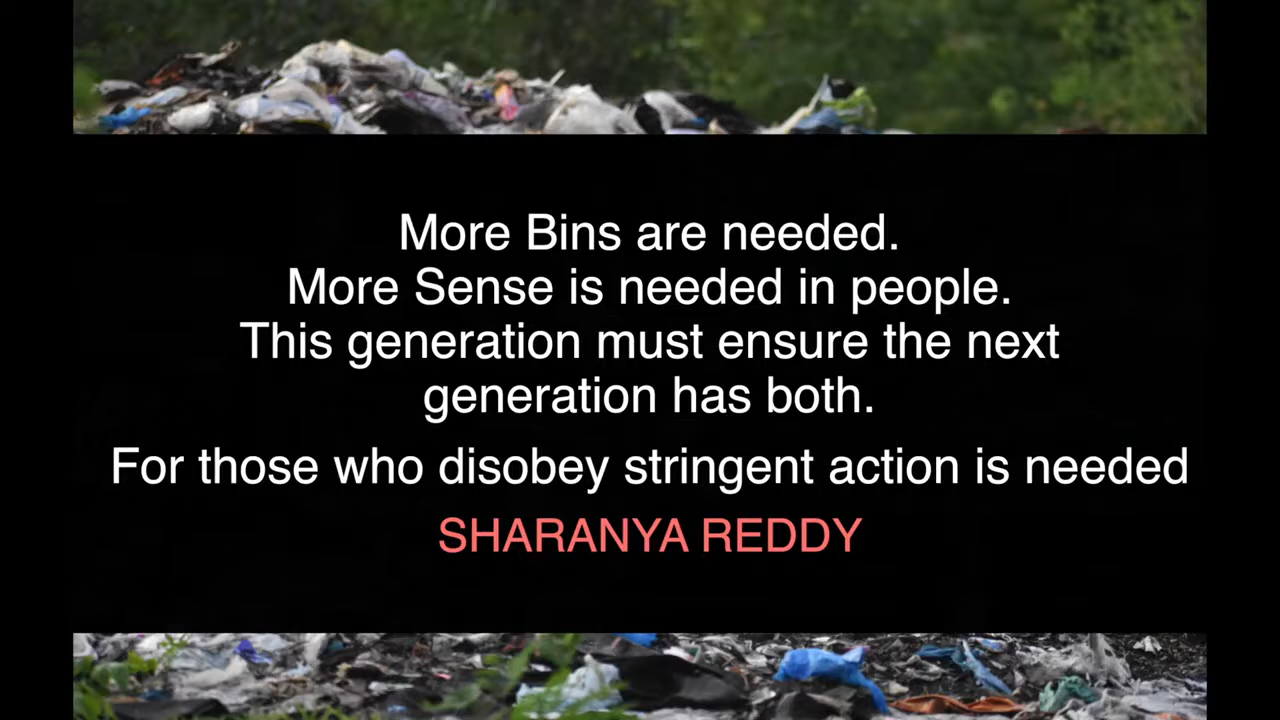 More Bins are needed.
More Sense is needed in people.
This generation must ensure the next
generation has both.
For those who disobey stringent action is needed
SHARANYA REDDY